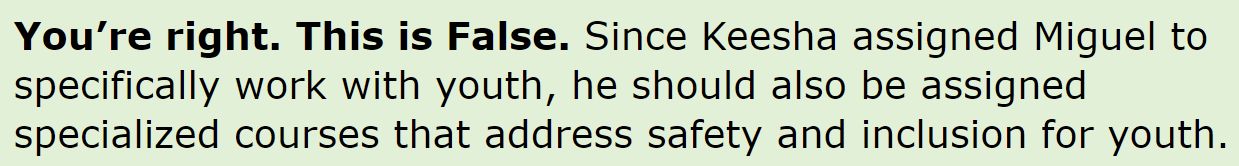 You’re right. This is False. Since Keesha assigned Miguel to
specifically work with youth, he should also be assigned
specialized courses that address safety and inclusion for youth.